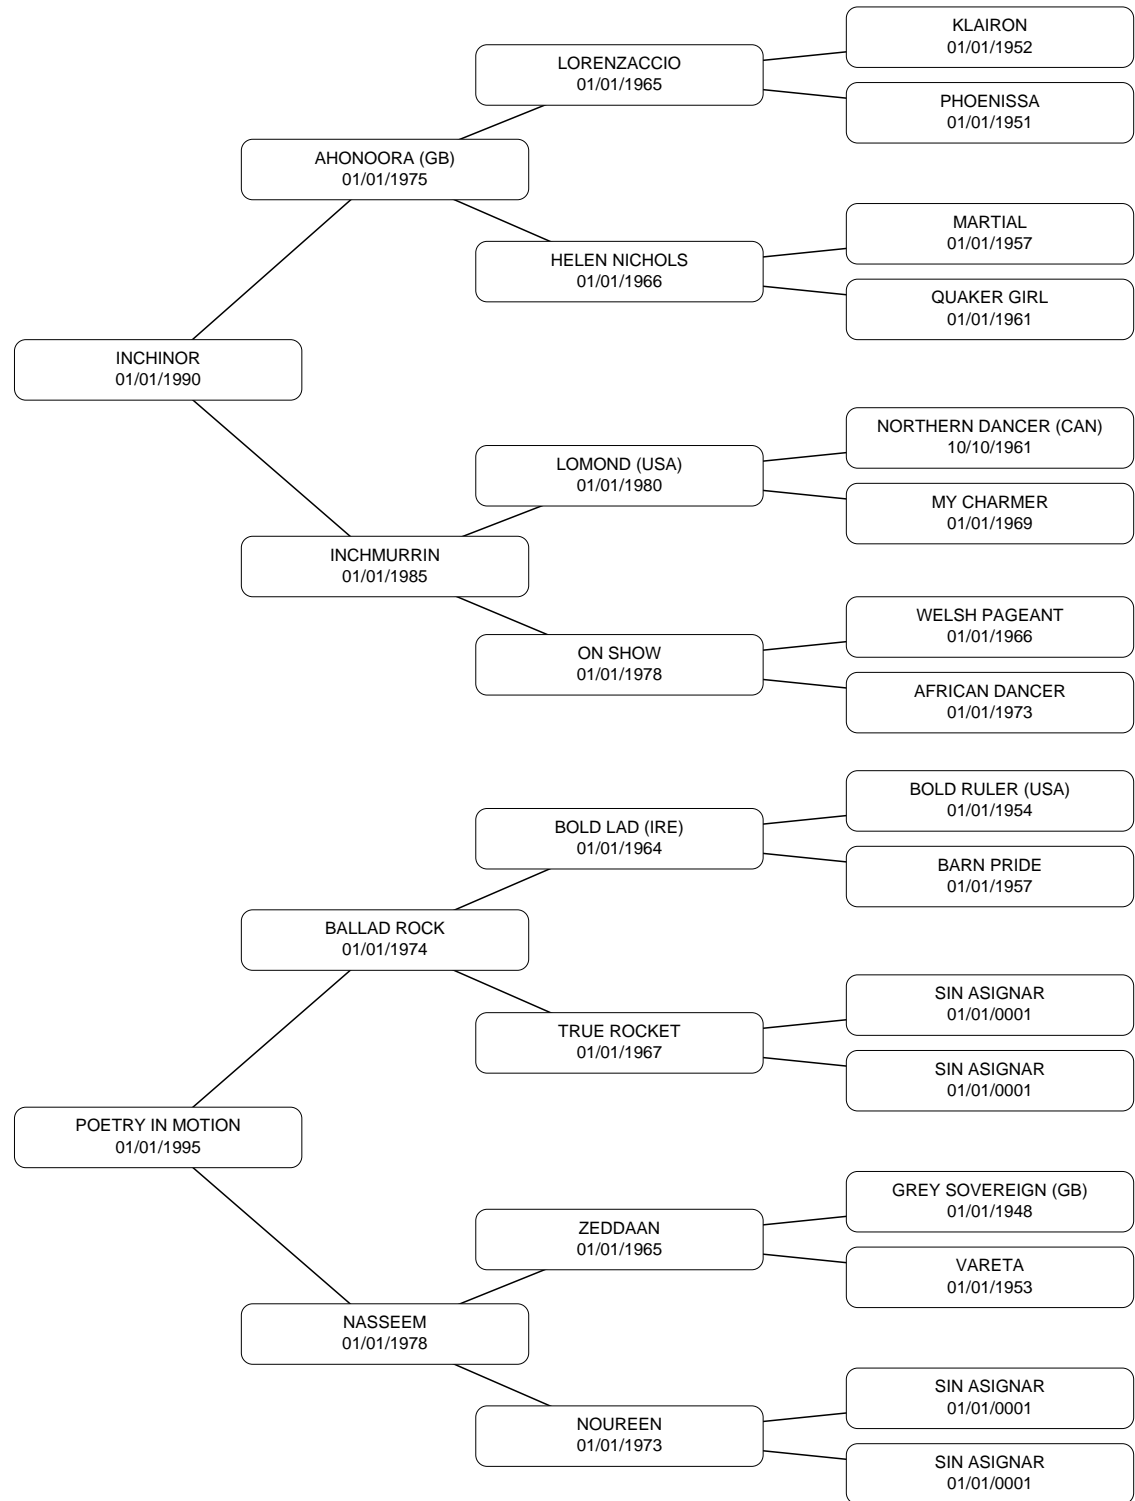 KLAIRON
01/01/1952
LORENZACCIO
01/01/1965
PHOENISSA
01/01/1951
AHONOORA (GB)
01/01/1975
MARTIAL
01/01/1957
HELEN NICHOLS
01/01/1966
QUAKER GIRL
01/01/1961
INCHINOR
01/01/1990
NORTHERN DANCER (CAN)
10/10/1961
LOMOND (USA)
01/01/1980
MY CHARMER
01/01/1969
INCHMURRIN
01/01/1985
WELSH PAGEANT
01/01/1966
ON SHOW
01/01/1978
AFRICAN DANCER
01/01/1973
BOLD RULER (USA)
01/01/1954
BOLD LAD (IRE)
01/01/1964
BARN PRIDE
01/01/1957
BALLAD ROCK
01/01/1974
SIN ASIGNAR
01/01/0001
TRUE ROCKET
01/01/1967
SIN ASIGNAR
01/01/0001
POETRY IN MOTION
01/01/1995
GREY SOVEREIGN (GB)
01/01/1948
ZEDDAAN
01/01/1965
VARETA
01/01/1953
NASSEEM
01/01/1978
SIN ASIGNAR
01/01/0001
NOUREEN
01/01/1973
SIN ASIGNAR
01/01/0001